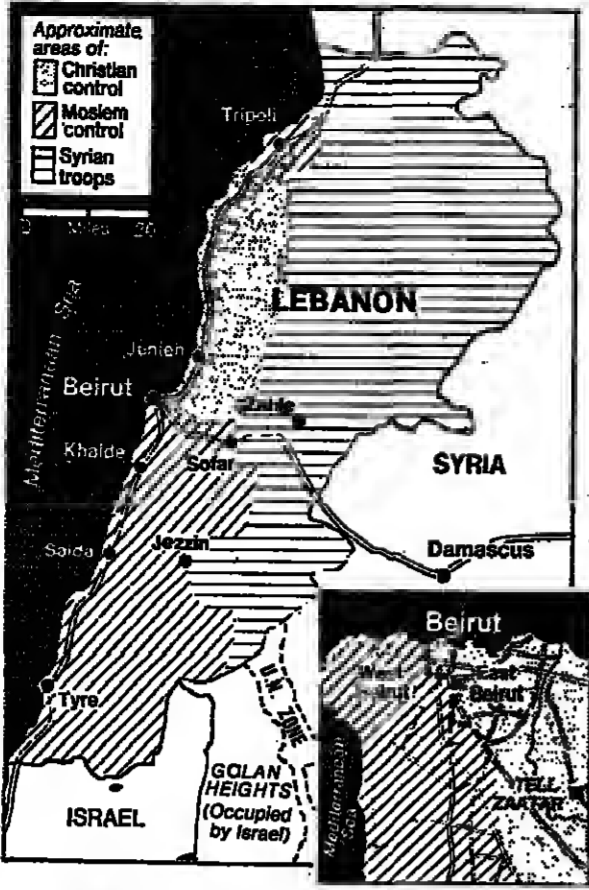 Approximate
areas of:
Christian
control
Moslem
control
Syrian
troops
0 Miles 20
Tripoli
LEBANON
Mediterranean Sea
Junieh
Beirut
Zahle
Khalde
Sofar
SYRIA
Saida
Jezzin
Damascus
Tyre
U.N. ZONE
GOLAN
HEIGHTS
(Occupied
by Israel)
ISRAEL
Beirut
West
Beirut
East
Beirut
TELL
ZAATAR
Mediterranean
Sea